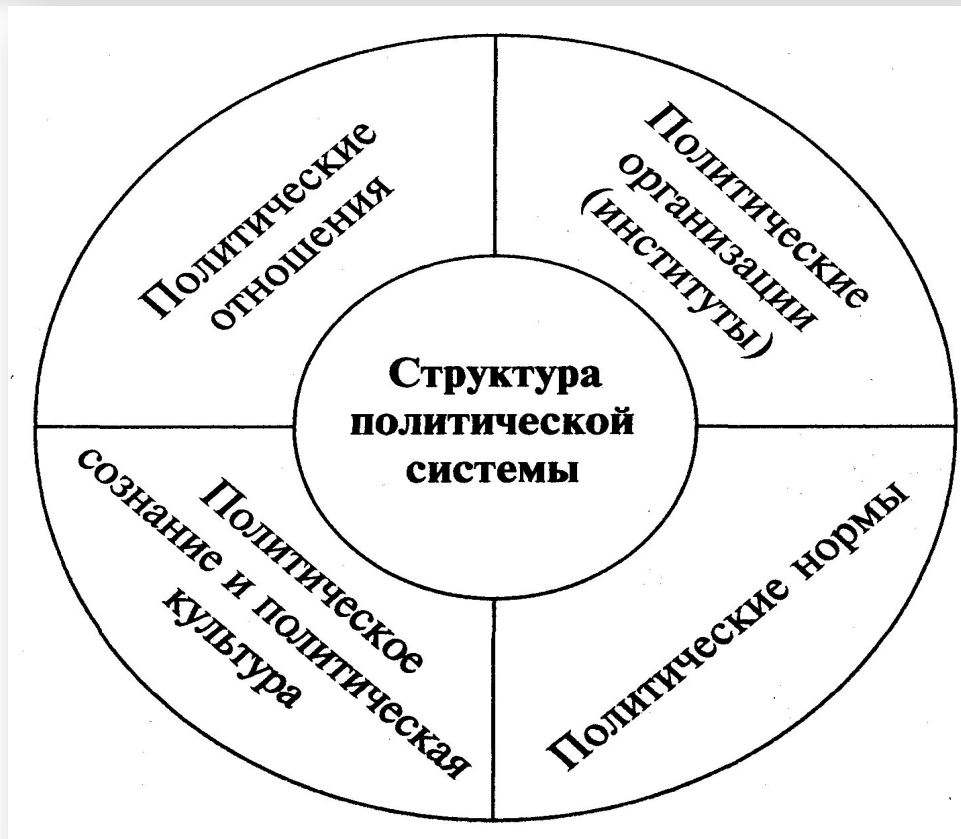 Политические
отношения
Политические
организации
(институты)
Структура
политической
системы
Политическое
сознание и политическая
культура
Политические нормы